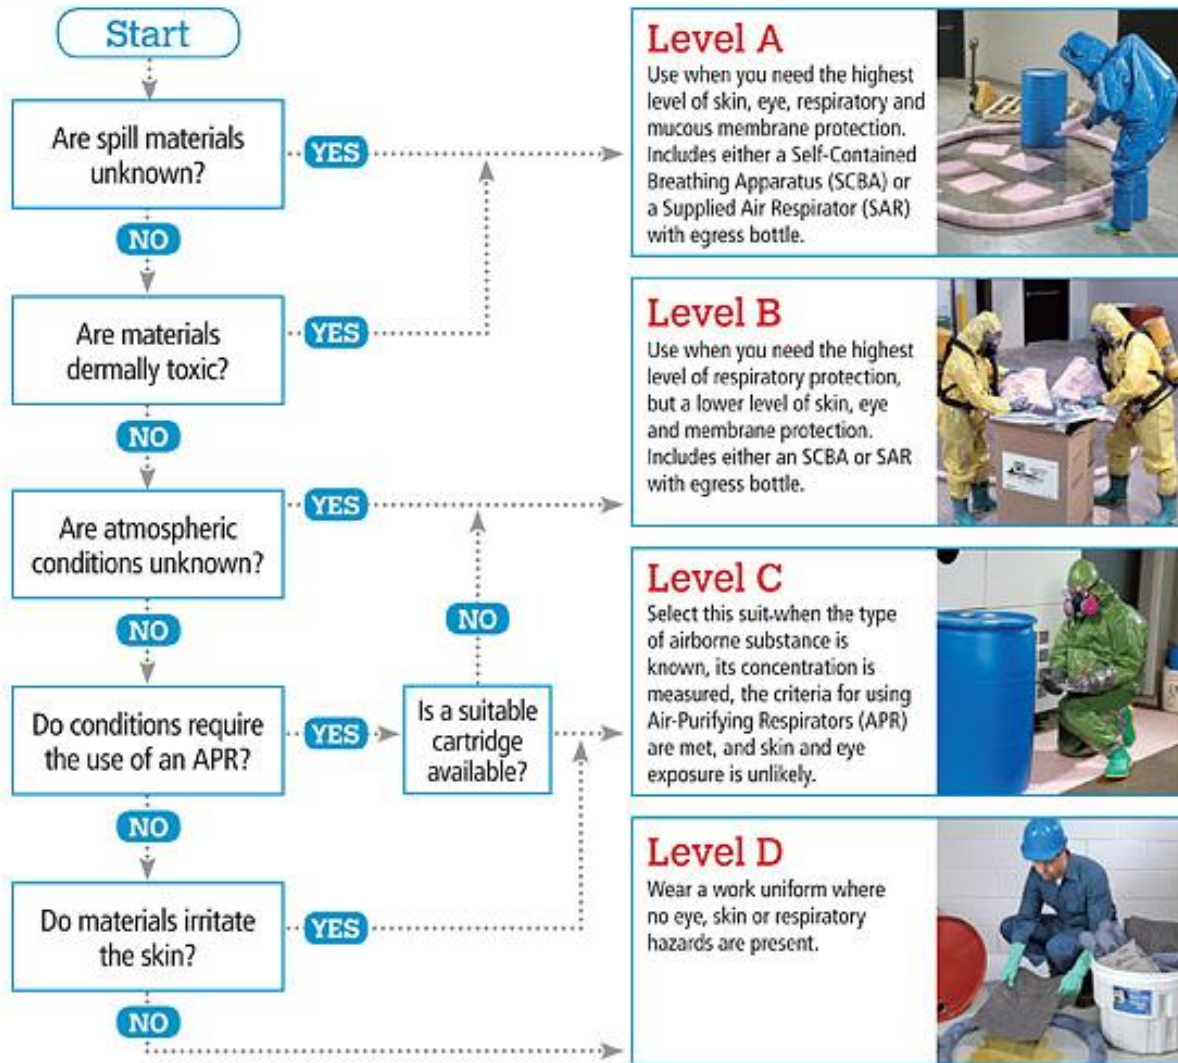 Start
Are spill materials
unknown?
YES
NO
Are materials
dermally toxic?
YES
NO
Are atmospheric
conditions unknown?
YES
NO
Do conditions require
the use of an APR?
YES
Is a suitable
cartridge
available?
NO
NO
Do materials irritate
the skin?
YES
NO
Level A
Use when you need the highest
level of skin, eye, respiratory and
mucous membrane protection.
Includes either a Self-Contained
Breathing Apparatus (SCBA) or
a Supplied Air Respirator (SAR)
with egress bottle.
Level B
Use when you need the highest
level of respiratory protection,
but a lower level of skin, eye
and membrane protection.
Includes either an SCBA or SAR
with egress bottle.
Level C
Select this suit when the type
of airborne substance is
known, its concentration is
measured, the criteria for using
Air-Purifying Respirators (APR)
are met, and skin and eye
exposure is unlikely.
Level D
Wear a work uniform where
no eye, skin or respiratory
hazards are present.